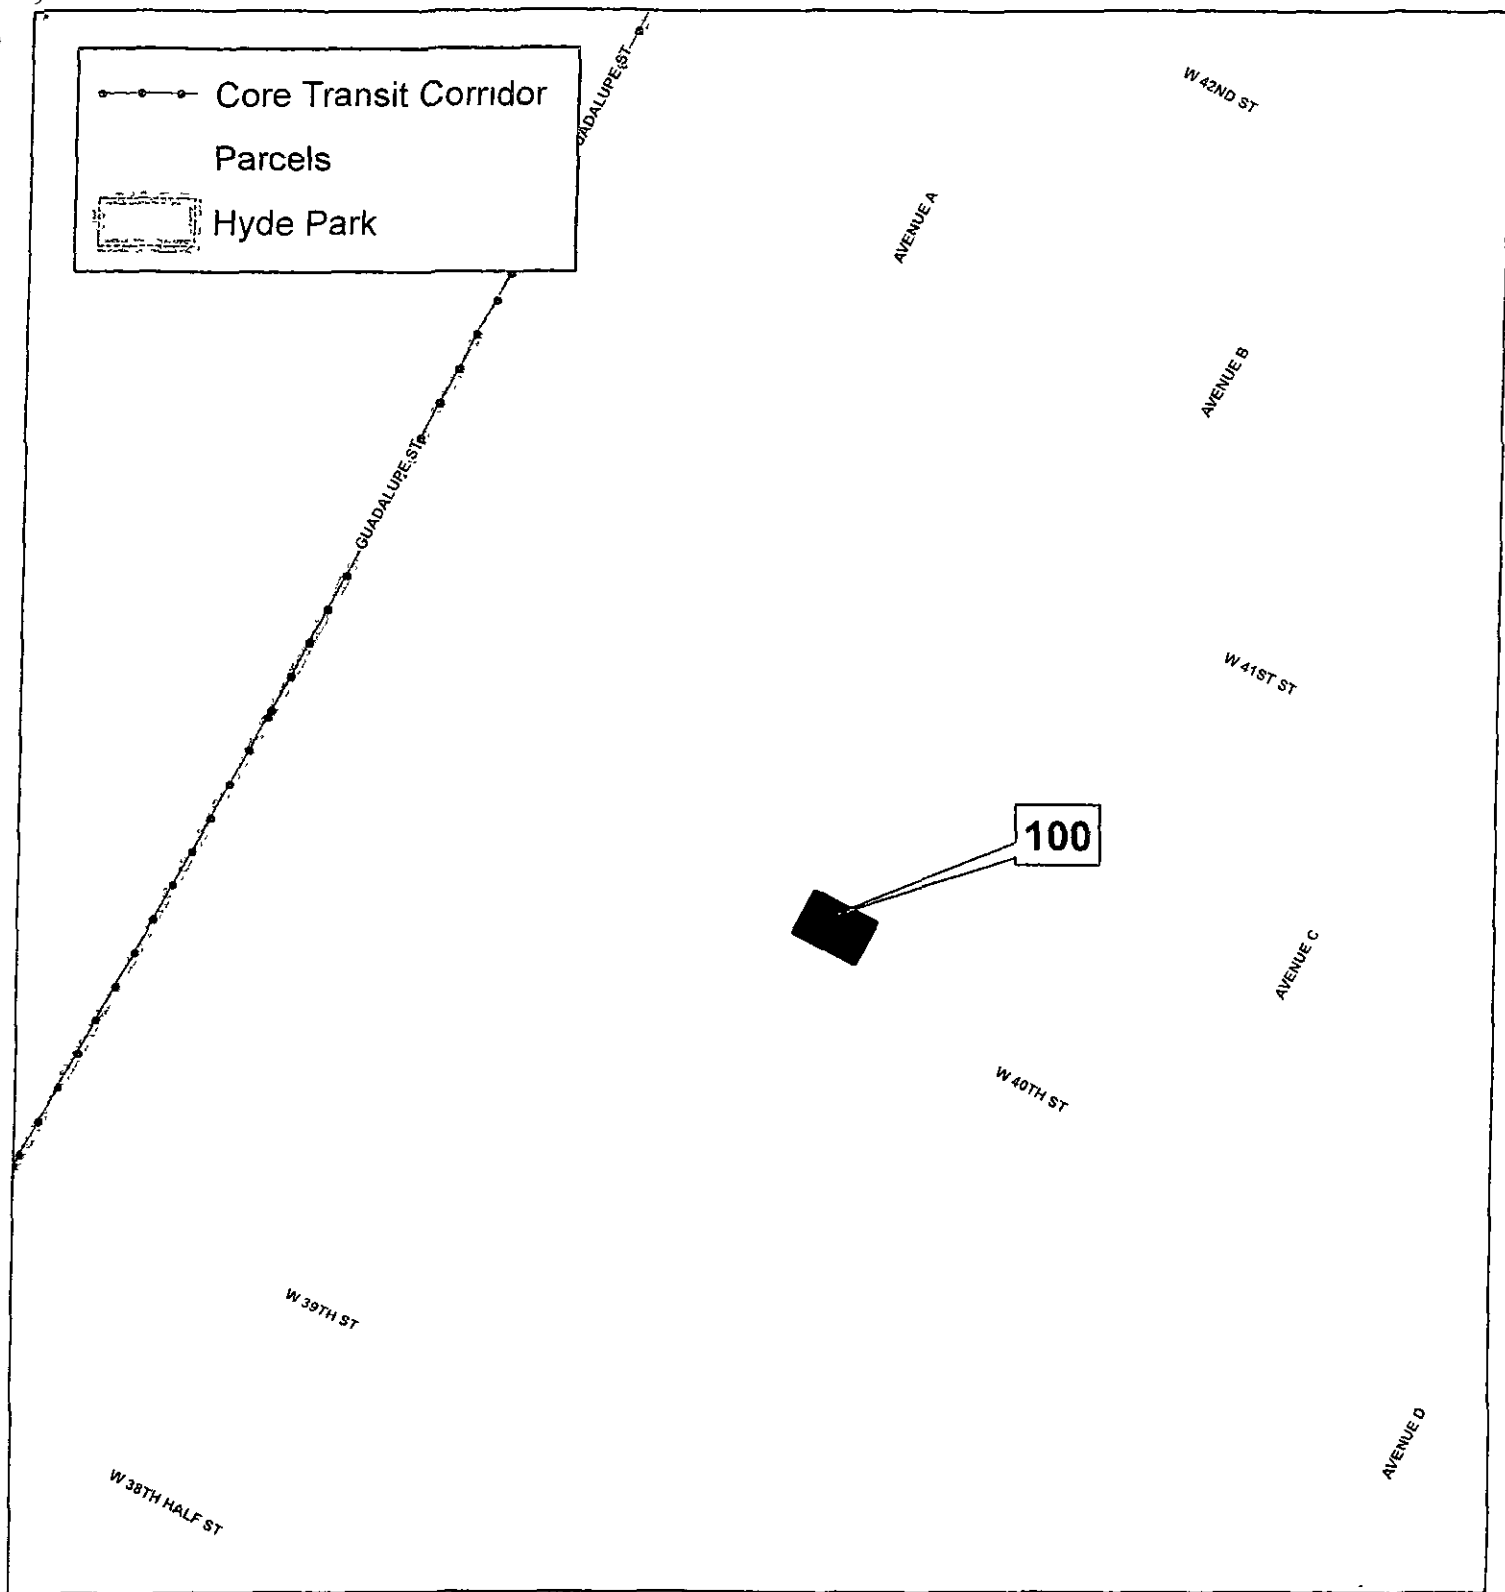 Core Transit Corridor
Parcels
Hyde Park
GUADALUPE ST
W 42ND ST
AVENUE A
AVENUE B
GUADALUPE ST
W 41ST ST
100
AVENUE C
W 40TH ST
W 39TH ST
AVENUE D
W 38TH HALF ST